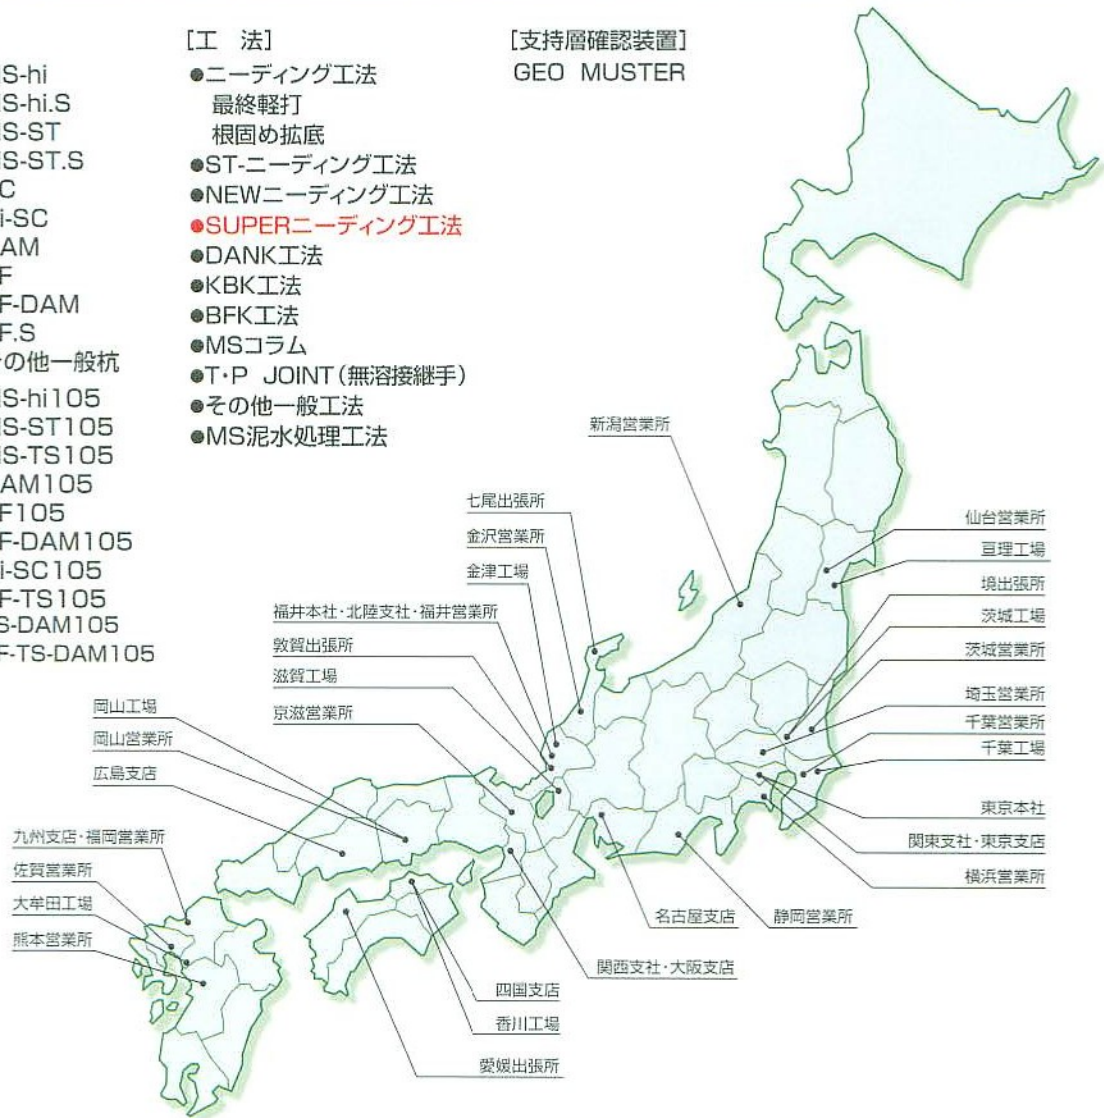 S-hi
S-hi.S
S-ST
S-ST.S
C
i-SC
AM
F
F-DAM
F.S
の他一般杭
S-hi105
S-ST105
S-TS105
AM105
F105
F-DAM105
i-SC105
F-TS105
S-DAM105
F-TS-DAM105
[工 法]
●ニーディング工法
最終軽打
根固め拡底
●ST-ニーディング工法
●NEWニーディング工法
●SUPERニーディング工法
●DANK工法
●KBK工法
●BFK工法
●MSコラム
●T・P JOINT(無溶接継手)
●その他一般工法
●MS泥水処理工法
[支持層確認装置]
GEO MUSTER
新潟営業所
七尾出張所
金沢営業所
金津工場
福井本社・北陸支社・福井営業所
敦賀出張所
滋賀工場
京滋営業所
岡山工場
岡山営業所
広島支店
九州支店・福岡営業所
佐賀営業所
大牟田工場
熊本営業所
仙台営業所
亘理工場
境出張所
茨城工場
茨城営業所
埼玉営業所
千葉営業所
千葉工場
東京本社
関東支社・東京支店
横浜営業所
名古屋支店
静岡営業所
関西支社・大阪支店
四国支店
香川工場
愛媛出張所